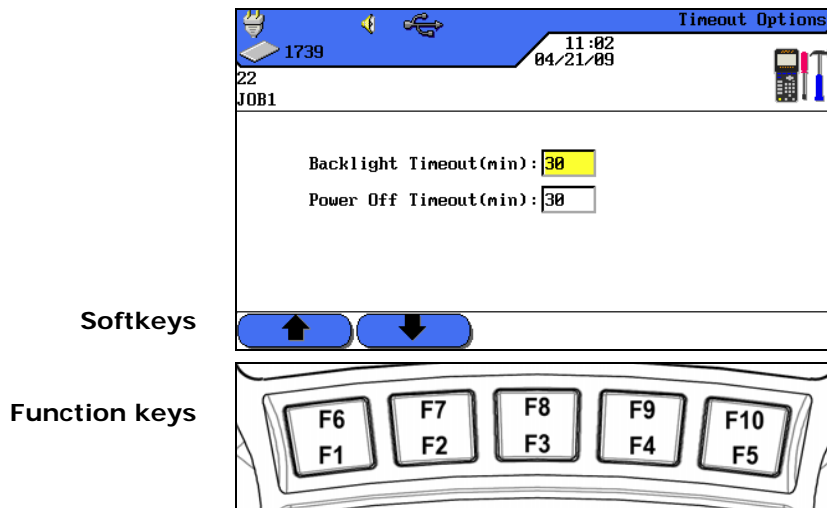 Timeout Options
1739
11:02
04/21/09
22
JOB1
Backlight Timeout(min): 30
Power Off Timeout(min): 30
Softkeys
Function keys
F6 F7 F8 F9 F10
F1 F2 F3 F4 F5